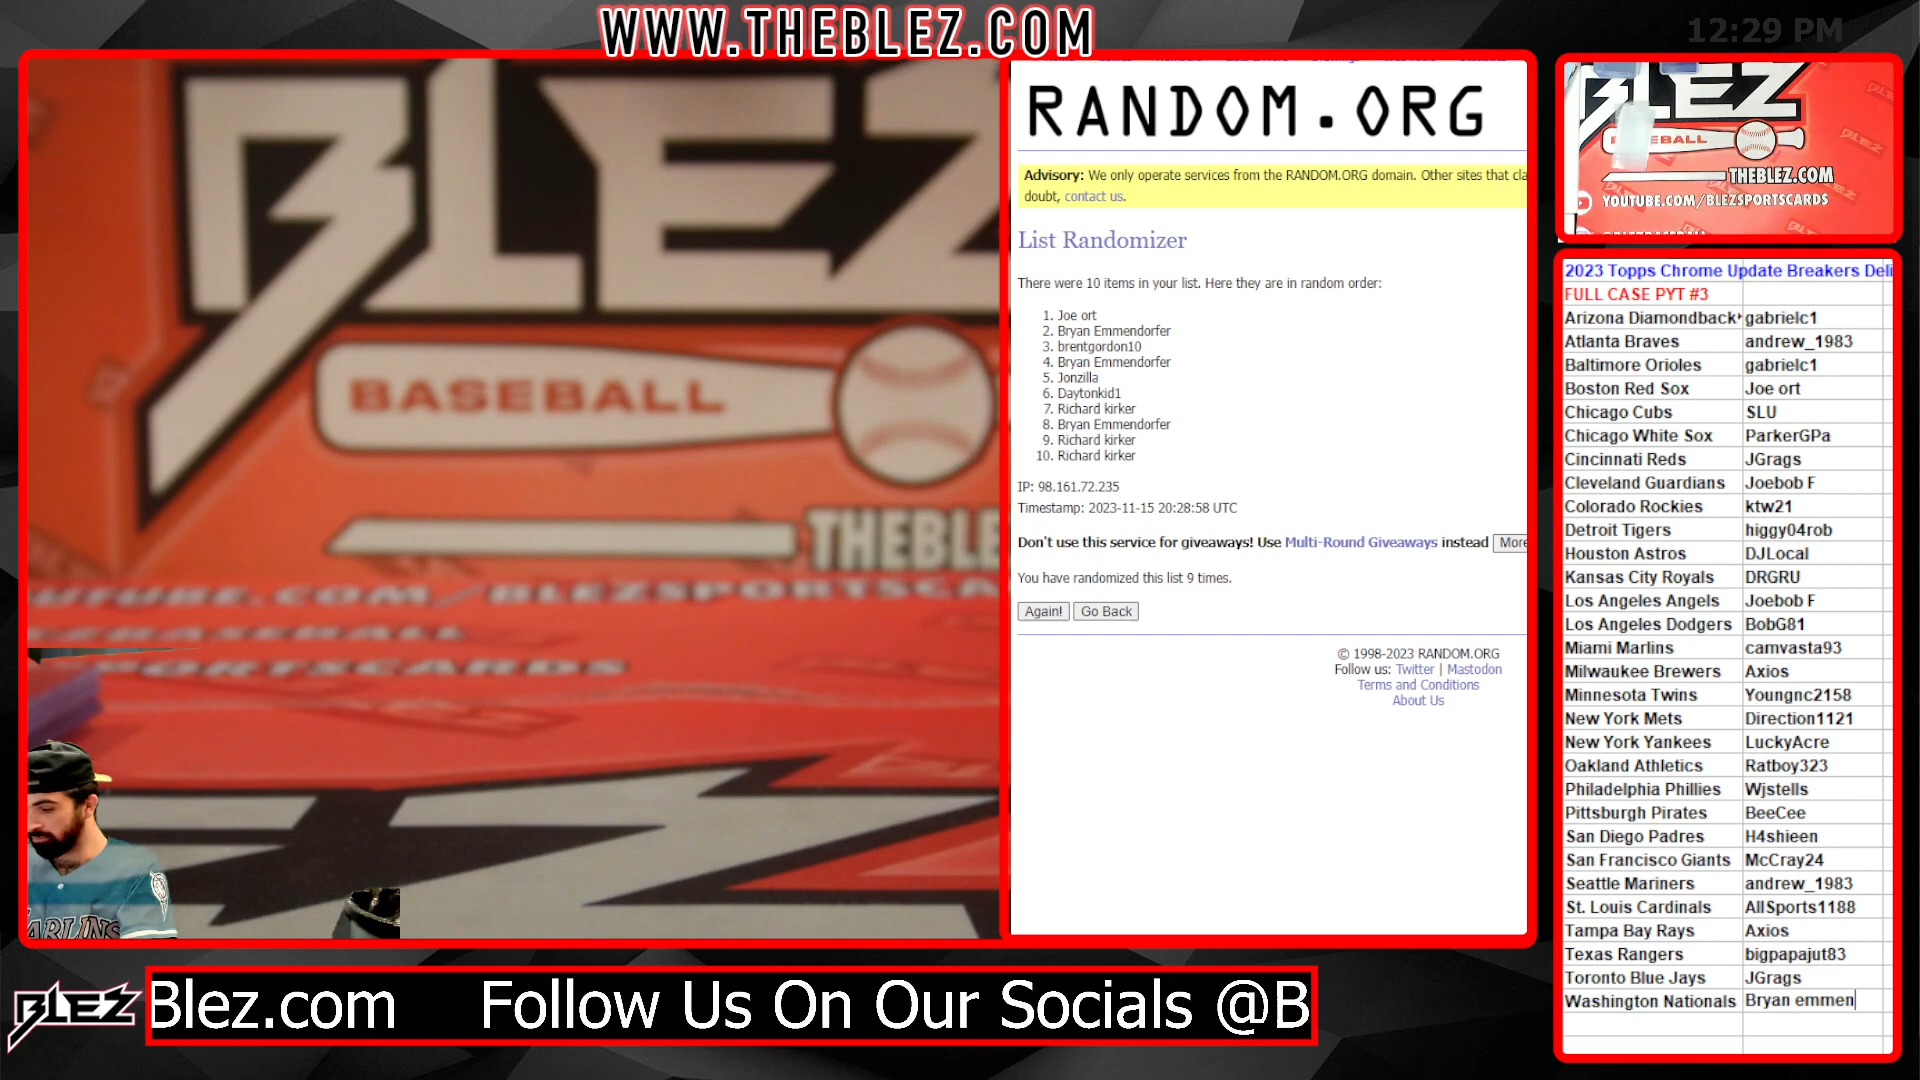 WWW.THEBLEZ.COM
12:29 PM
BLEZ
BASEBALL
THEBLE
UTUBE.COM/BLEZSPORTSCA
PORTSCARDS
ARLINS
RANDOM.ORG
Advisory: We only operate services from the RANDOM.ORG domain. Other sites that cla
doubt, contact us.
List Randomizer
There were 10 items in your list. Here they are in random order:
1. Joe ort
2. Bryan Emmendorfer
3. brentgordon10
4. Bryan Emmendorfer
5. Jonzilla
6. Daytonkid1
7. Richard kirker
8. Bryan Emmendorfer
9. Richard kirker
10. Richard kirker
IP: 98.161.72.235
Timestamp: 2023-11-15 20:28:58 UTC
Don't use this service for giveaways! Use Multi-Round Giveaways instead More
You have randomized this list 9 times.
Again! Go Back
© 1998-2023 RANDOM.ORG
Follow us: Twitter | Mastodon
Terms and Conditions
About Us
BLEZ
BASEBALL
THEBLEZ.COM
YOUTUBE.COM/BLEZSPORTSCARDS
2023 Topps Chrome Update Breakers Deli
FULL CASE PYT #3
Arizona Diamondback gabrielc1
Atlanta Braves andrew_1983
Baltimore Orioles gabrielc1
Boston Red Sox Joe ort
Chicago Cubs SLU
Chicago White Sox ParkerGPa
Cincinnati Reds JGrags
Cleveland Guardians Joebob F
Colorado Rockies ktw21
Detroit Tigers higgy04rob
Houston Astros DJLocal
Kansas City Royals DRGRU
Los Angeles Angels Joebob F
Los Angeles Dodgers BobG81
Miami Marlins camvasta93
Milwaukee Brewers Axios
Minnesota Twins Youngnc2158
New York Mets Direction1121
New York Yankees LuckyAcre
Oakland Athletics Ratboy323
Philadelphia Phillies Wjstells
Pittsburgh Pirates BeeCee
San Diego Padres H4shieen
San Francisco Giants McCray24
Seattle Mariners andrew_1983
St. Louis Cardinals AllSports1188
Tampa Bay Rays Axios
Texas Rangers bigpapajut83
Toronto Blue Jays JGrags
Washington Nationals Bryan emmen
BLEZ
Blez.com Follow Us On Our Socials @B